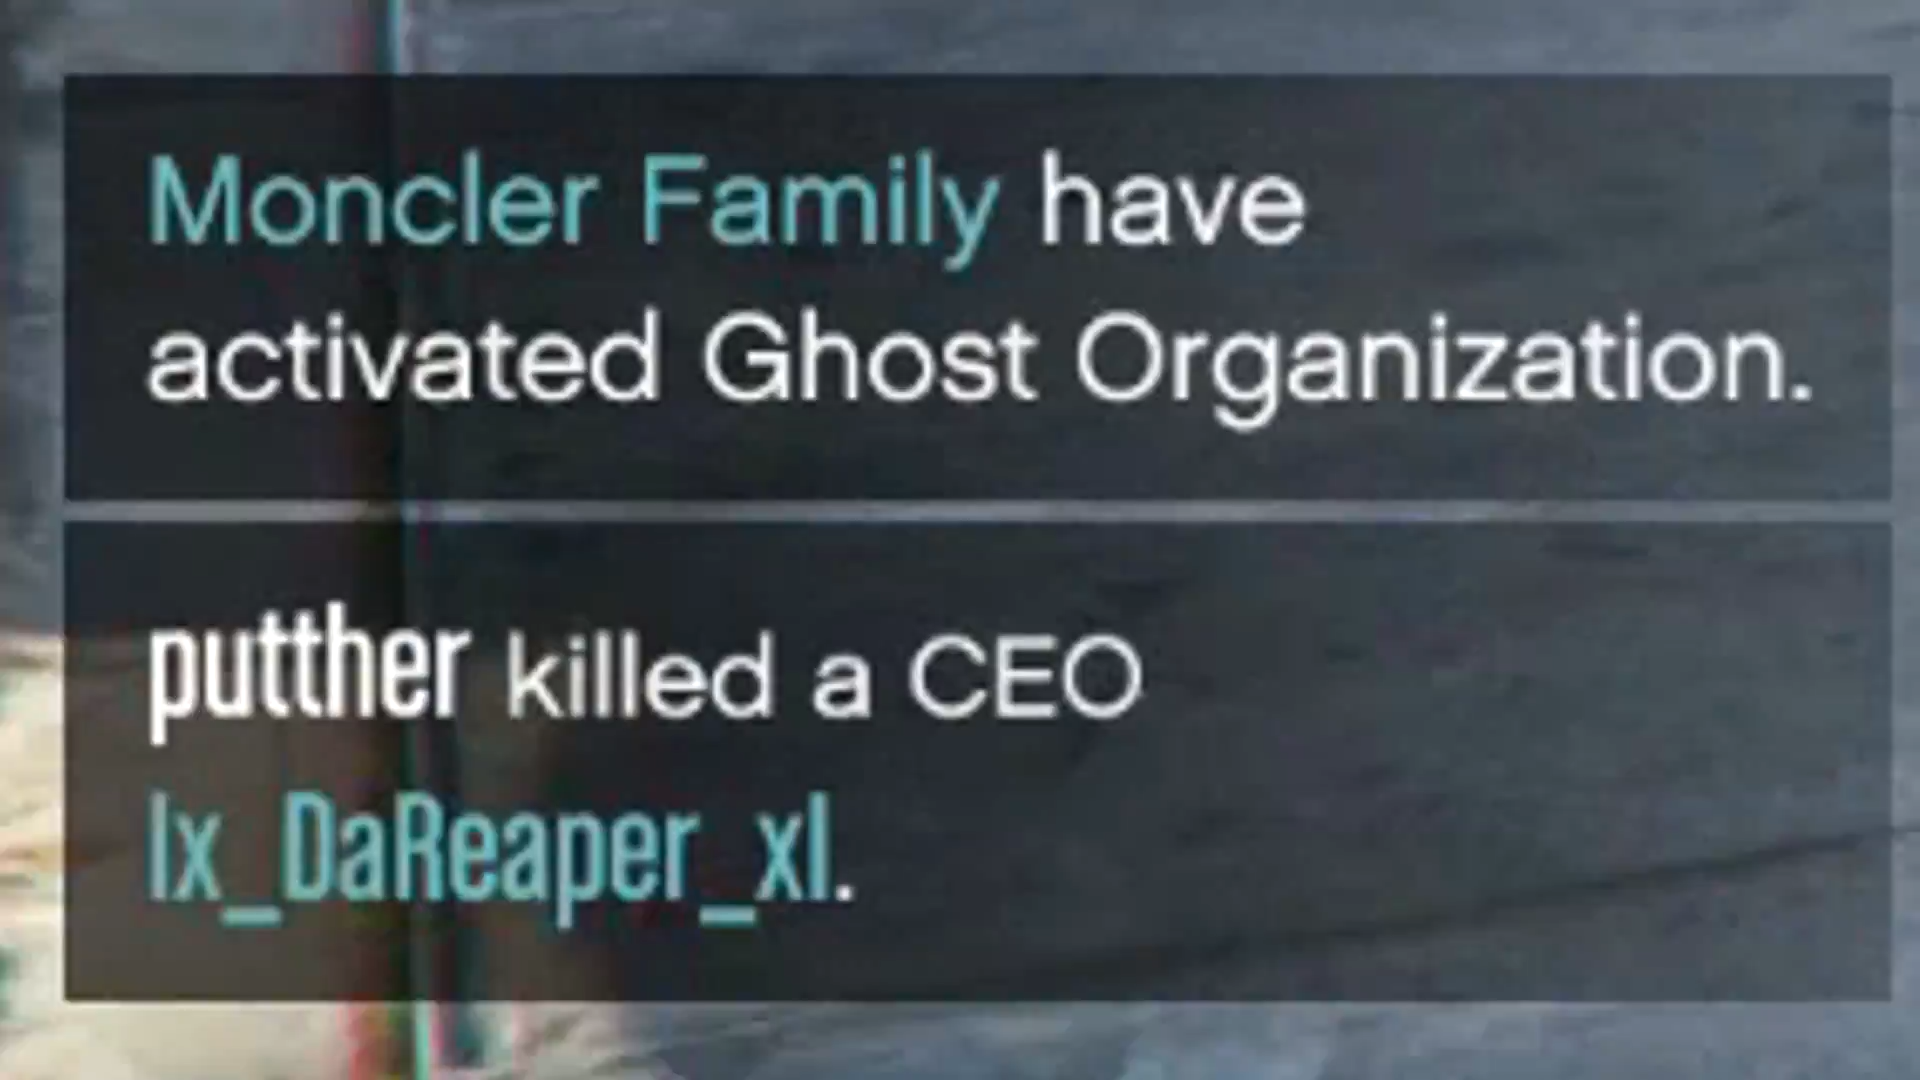 Moncler Family have
activated Ghost Organization.
putther killed a CEO
lx_DaReaper_xl.